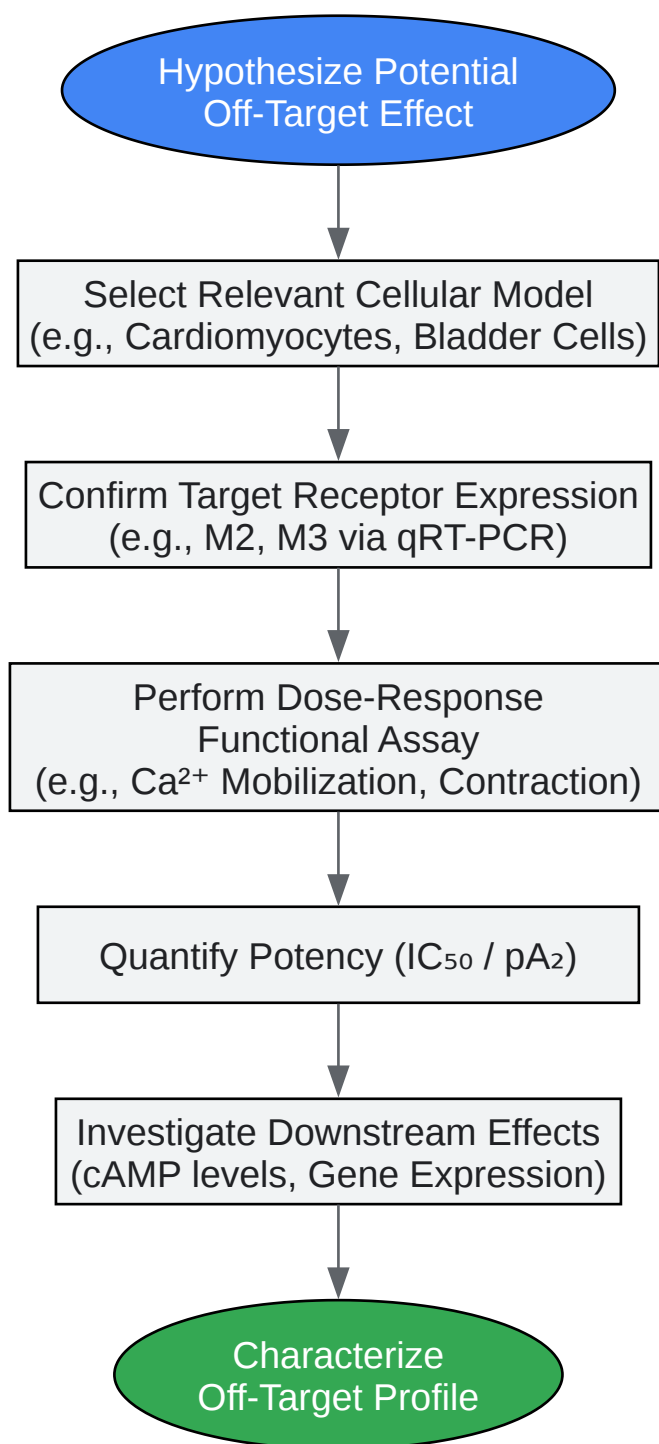 Hypothesize Potential
Off-Target Effect
Select Relevant Cellular Model
(e.g., Cardiomyocytes, Bladder Cells)
Confirm Target Receptor Expression
(e.g., M2, M3 via qRT-PCR)
Perform Dose-Response
Functional Assay
(e.g., Ca²⁺ Mobilization, Contraction)
Quantify Potency (IC₅₀ / pA₂)
Investigate Downstream Effects
(cAMP levels, Gene Expression)
Characterize
Off-Target Profile